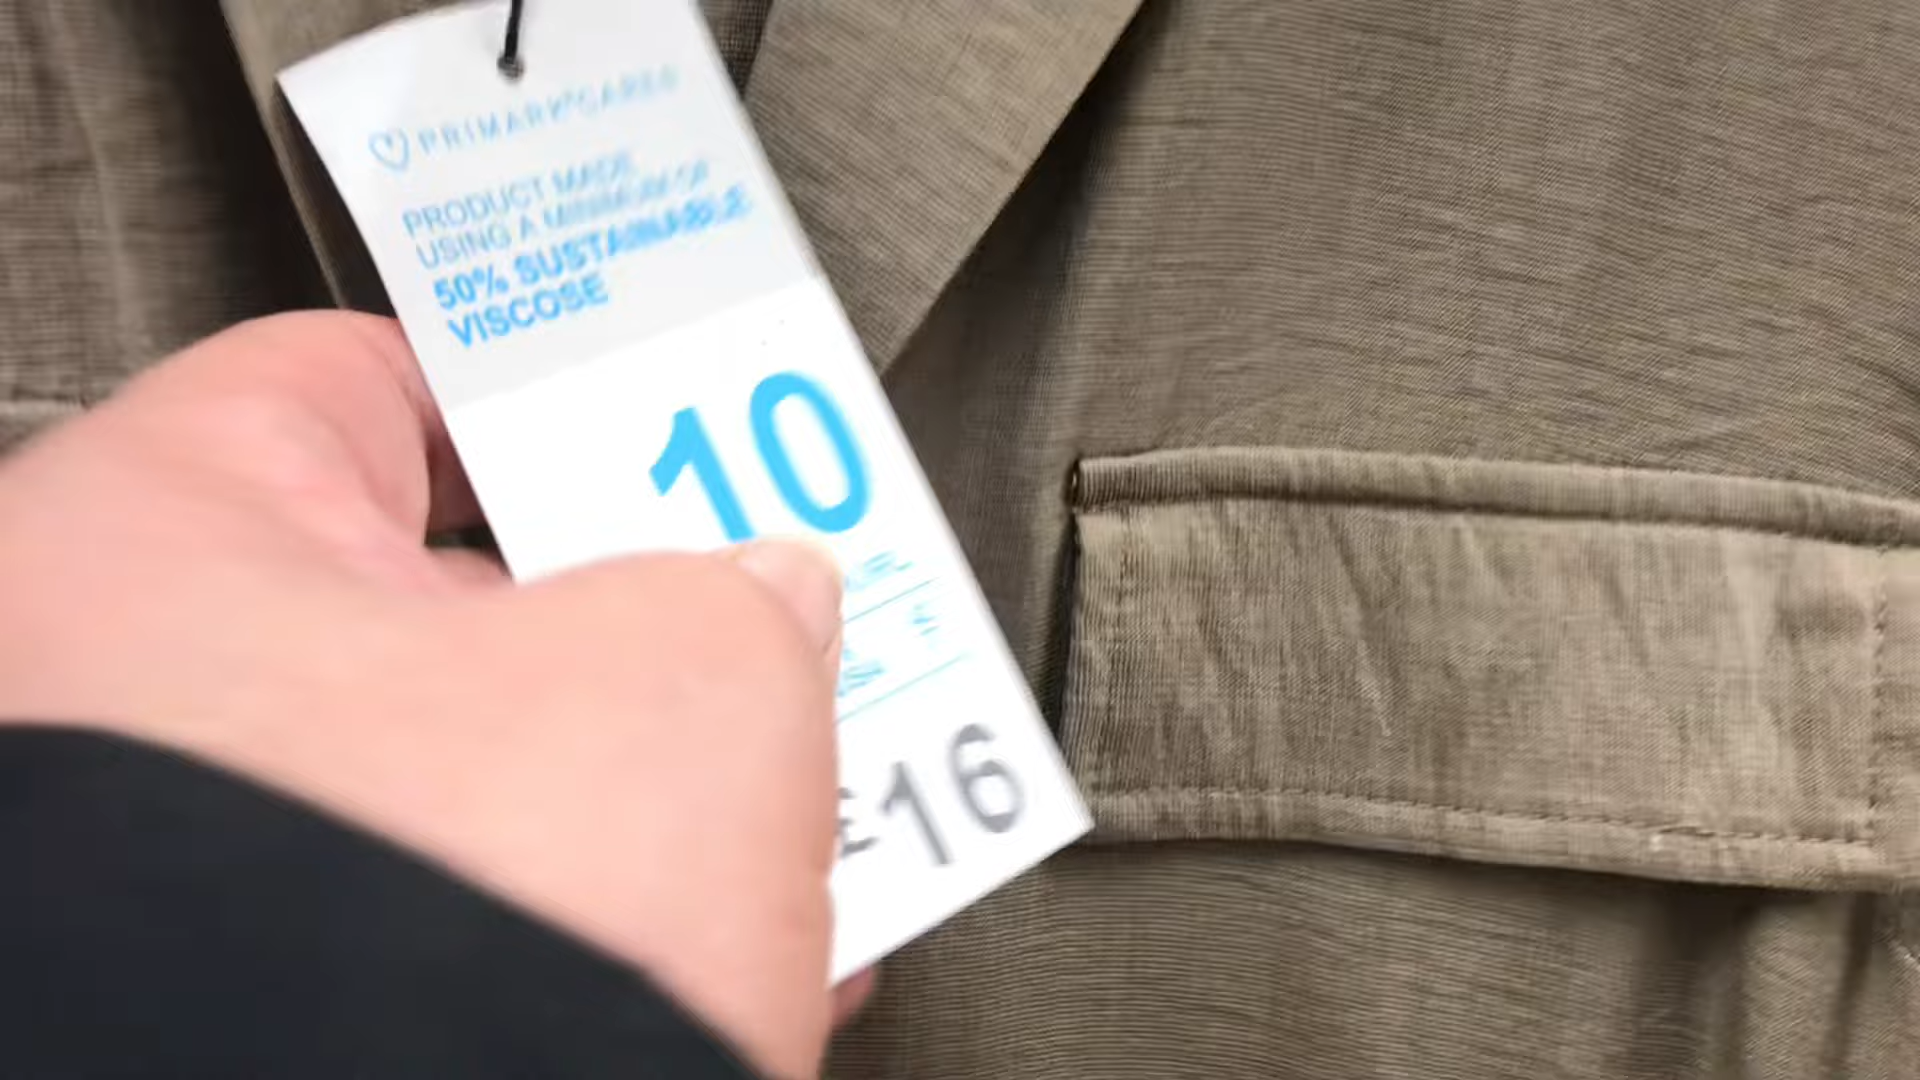 PRIMARK®CARES
PRODUCT MADE
USING A MINIMUM OF
50% SUSTAINABLE
VISCOSE
10
£16